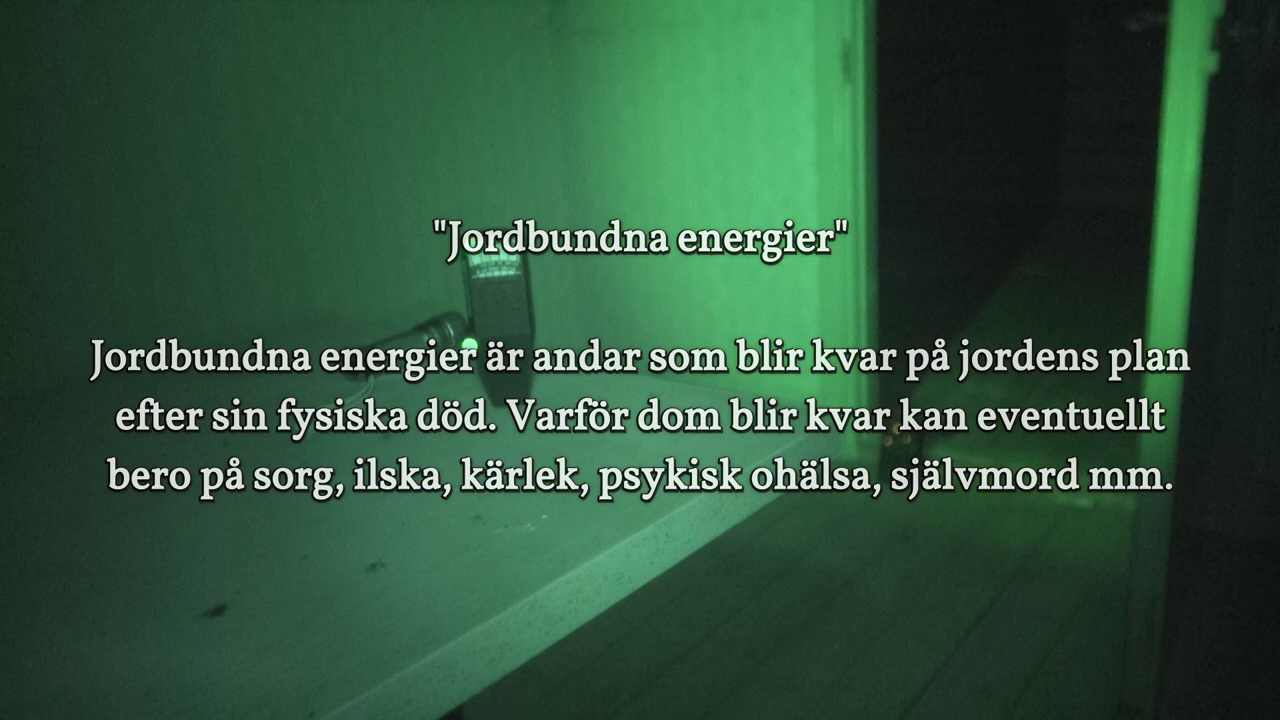 "Jordbundna energier"
Jordbundna energier är andar som blir kvar på jordens plan
efter sin fysiska död. Varför dom blir kvar kan eventuellt
bero på sorg, ilska, kärlek, psykisk ohälsa, självmord mm.